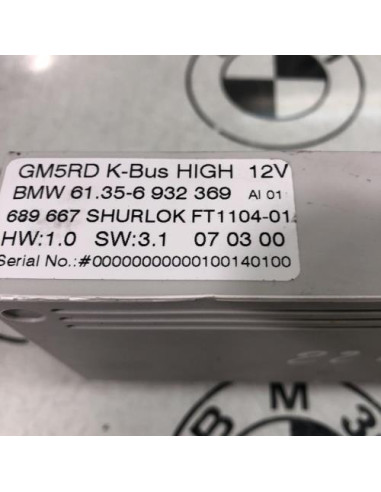 GM5RD K-Bus HIGH 12V
BMW 61.35-6 932 369 AI 01
689 667 SHURLOK FT1104-01
HW:1.0 SW:3.1 07 03 00
Serial No.:#00000000000100140100
B M